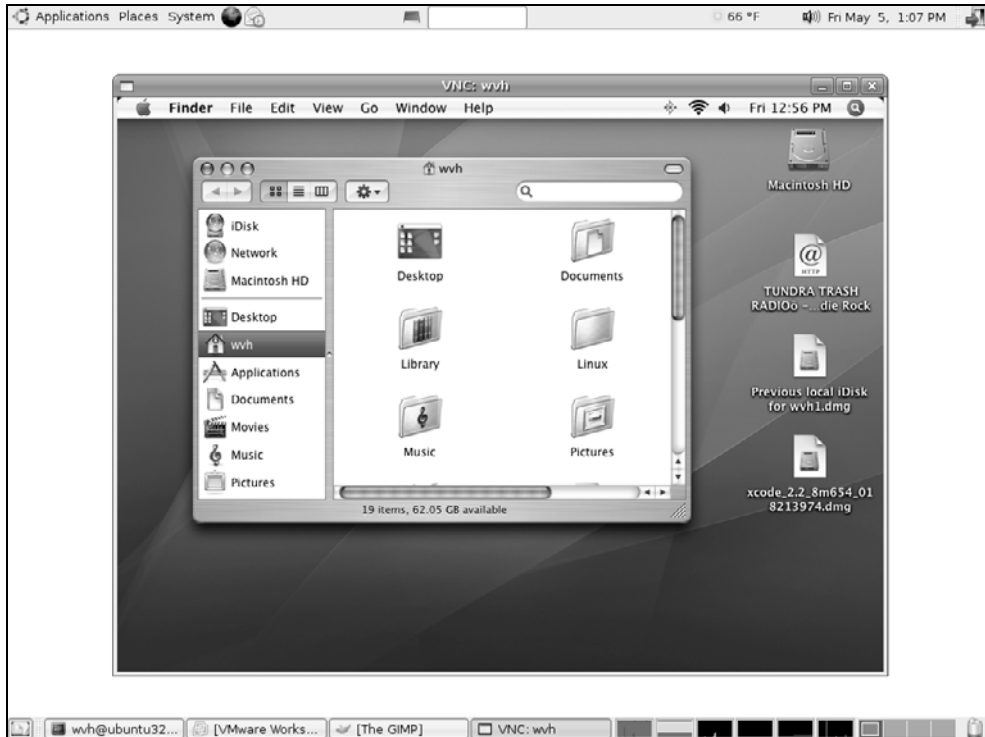 Applications Places System 66 °F Fri May 5, 1:07 PM
VNC: wvh
Finder File Edit View Go Window Help Fri 12:56 PM
wvh
iDisk
Network
Macintosh HD
Desktop
wvh
Applications
Documents
Movies
Music
Pictures
Desktop
Documents
Library
Linux
Music
Pictures
19 items, 62.05 GB available
Macintosh HD
@
HTTP
TUNDRA TRASH
RADIOö -...die Rock
Previous local iDisk
for wvh1.dmg
xcode_2.2_8m654_01
8213974.dmg
wvh@ubuntu32... [VMware Works... [The GIMP] VNC: wvh